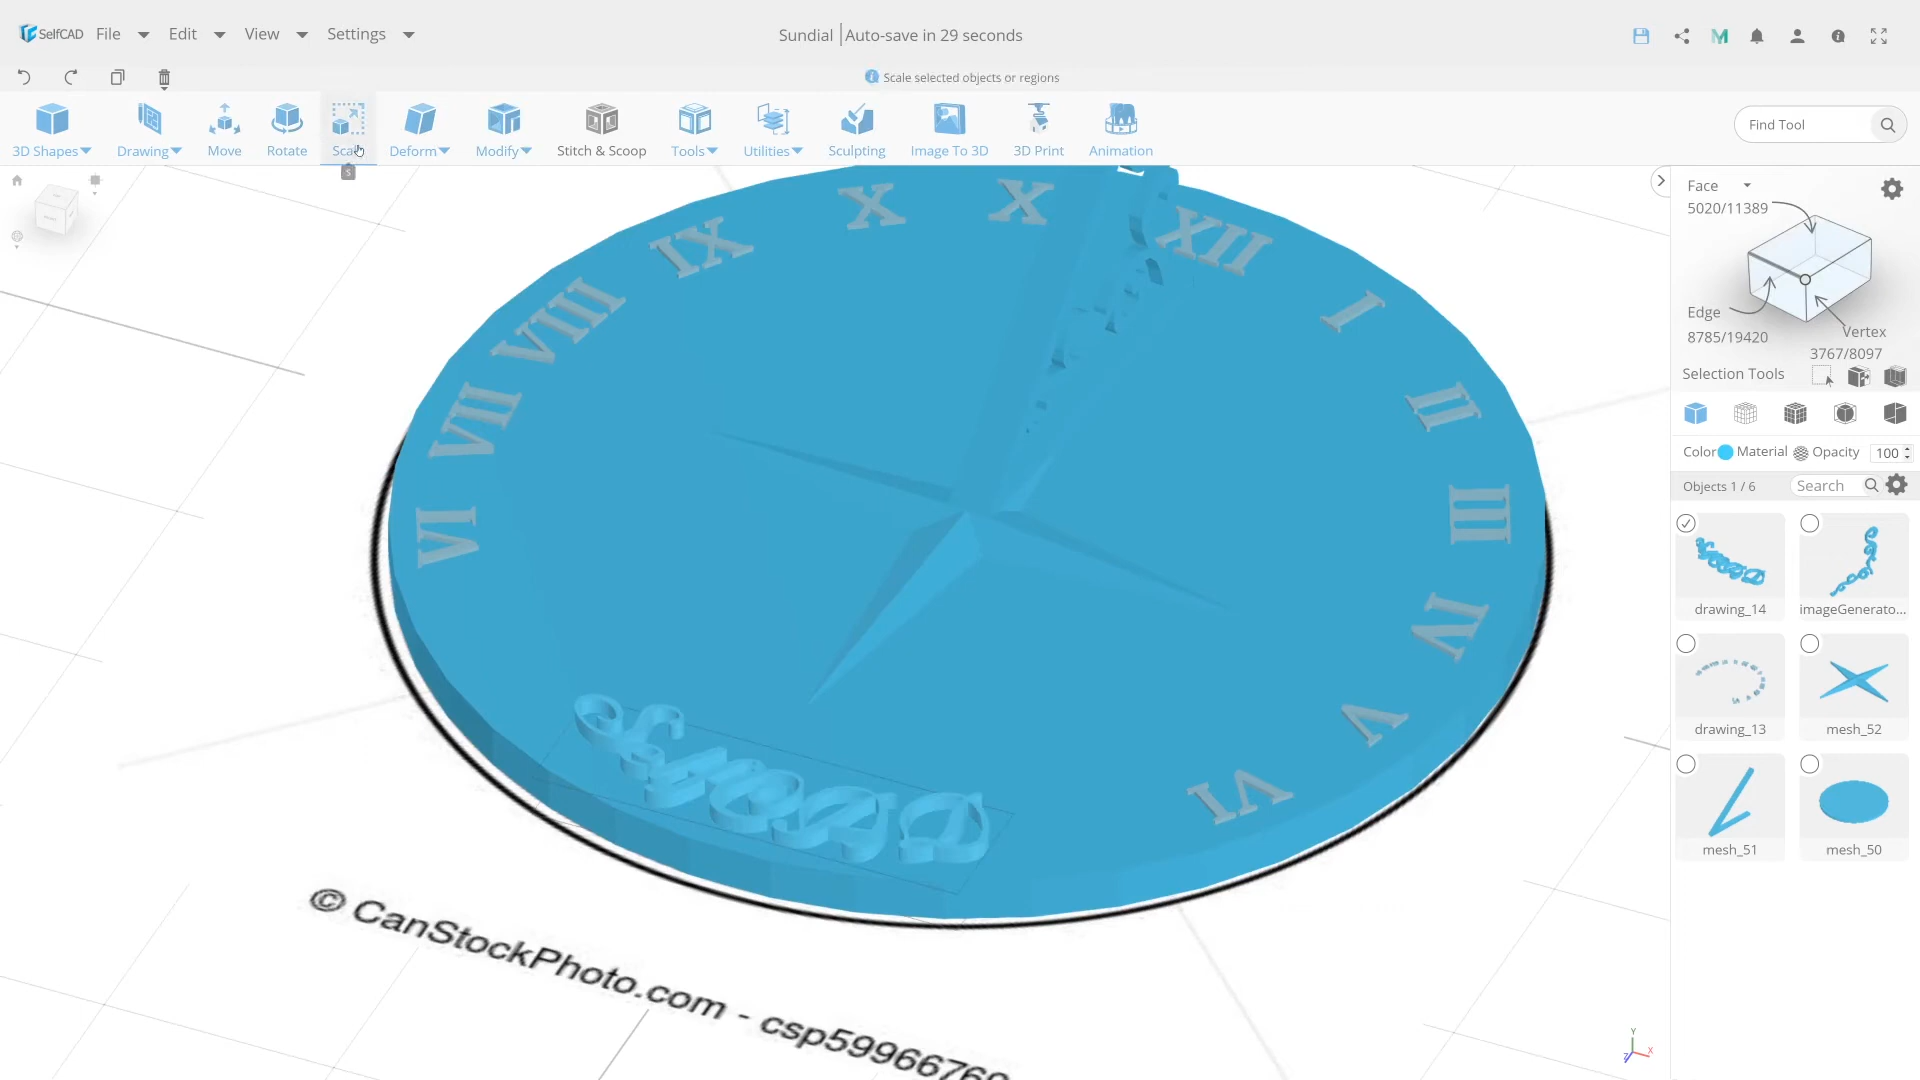 SelfCAD File Edit View Settings
Sundial | Auto-save in 29 seconds
M
Scale selected objects or regions
3D Shapes Drawing Move Rotate Scale Deform Modify Stitch & Scoop Tools Utilities Sculpting Image To 3D 3D Print Animation
S
Find Tool
Face
5020/11389
Edge
8785/19420
Vertex
3767/8097
Selection Tools
Color Material Opacity 100
Objects 1 / 6 Search
drawing_14 imageGenerato...
drawing_13 mesh_52
mesh_51 mesh_50
VI VII VIII IX X X XII I II III IV V VI
© CanStockPhoto.com - csp59966760
Y
X
Z